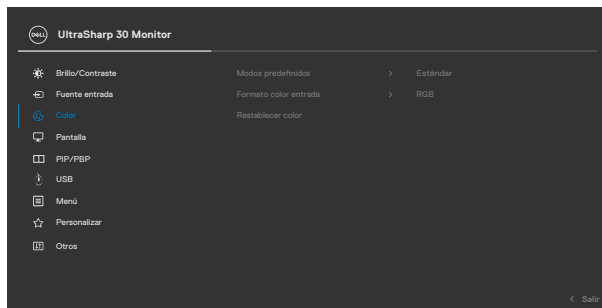 DELL UltraSharp 30 Monitor
Brillo/Contraste Modos predefinidos > Estándar
Fuente entrada Formato color entrada > RGB
Color Restablecer color
Pantalla
PIP/PBP
USB
Menú
Personalizar
Otros
< Salir